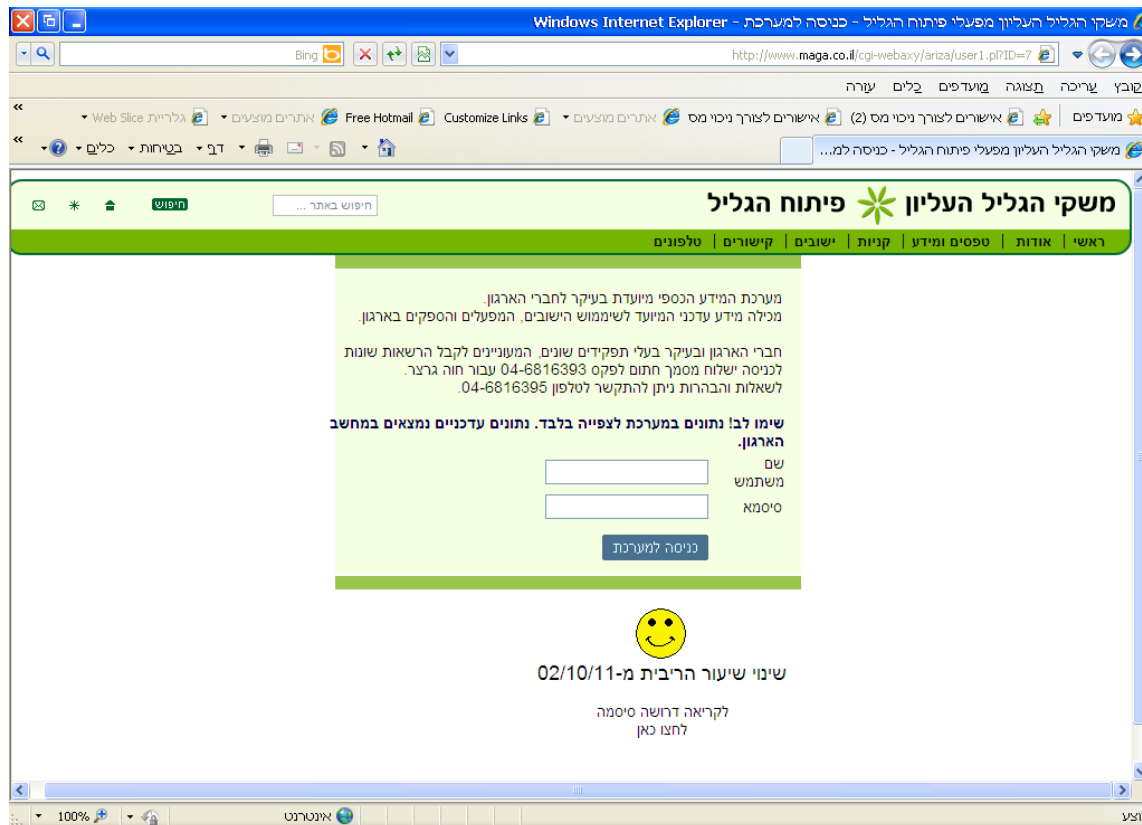 משקי הגליל העליון מפעלי פיתוח הגליל - כניסה למערכת - Windows Internet Explorer
http://www.maga.co.il/cgi-webaxy/ariza/user1.pl?ID=7
Bing
קובץ עריכה תצוגה מועדפים כלים עזרה
מועדפים אישורים לצורך ניכוי מס (2) אישורים לצורך ניכוי מס אתרים מוצעים Customize Links Free Hotmail אתרים מוצעים גלריית Web Slice
משקי הגליל העליון מפעלי פיתוח הגליל - כניסה למ...
דף בטיחות כלים
משקי הגליל העליון פיתוח הגליל
חיפוש באתר ...
חיפוש
ראשי | אודות | טפסים ומידע | קניות | ישובים | קישורים | טלפונים
מערכת המידע הכספי מיועדת בעיקר לחברי הארגון.
מכילה מידע עדכני המיועד לשיממוש הישובים, המפעלים והספקים בארגון.
חברי הארגון ובעיקר בעלי תפקידים שונים, המעוניינים לקבל הרשאות שונות
לכניסה ישלוח מסמך חתום לפקס 04-6816393 עבור חוה גרצר.
לשאלות והבהרות ניתן להתקשר לטלפון 04-6816395.
שימו לב! נתונים במערכת לצפייה בלבד. נתונים עדכניים נמצאים במחשב
הארגון.
שם
משתמש
סיסמא
כניסה למערכת
שינוי שיעור הריבית מ-02/10/11
לקריאה דרושה סיסמה
לחצו כאן
אינטרנט
100%